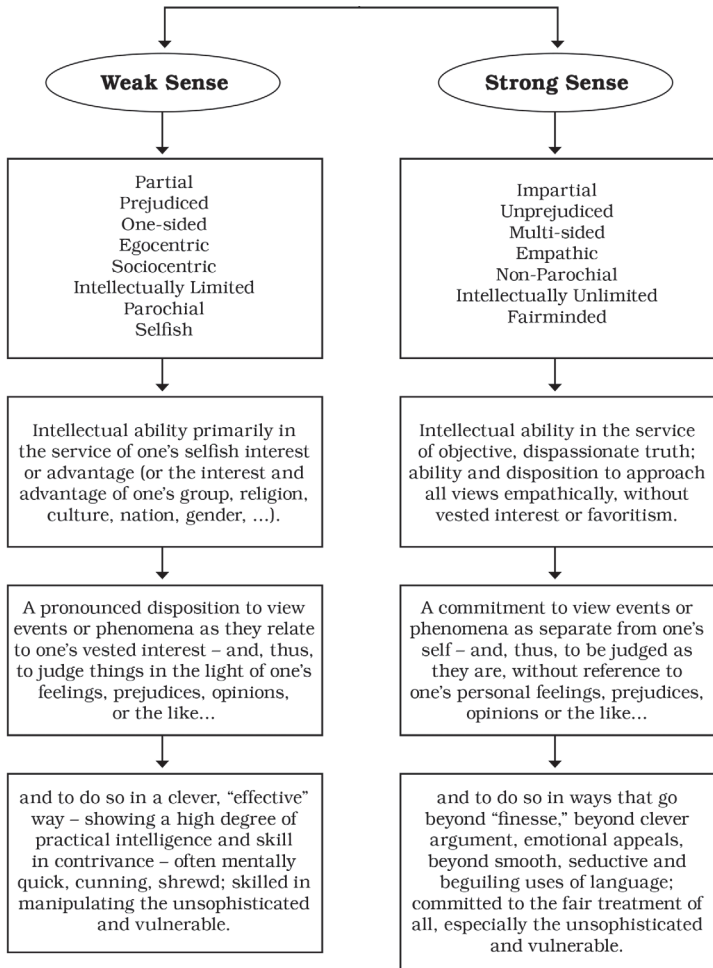 Weak Sense
Partial
Prejudiced
One-sided
Egocentric
Sociocentric
Intellectually Limited
Parochial
Selfish
Intellectual ability primarily in
the service of one’s selfish interest
or advantage (or the interest and
advantage of one’s group, religion,
culture, nation, gender, …).
A pronounced disposition to view
events or phenomena as they relate
to one’s vested interest – and, thus,
to judge things in the light of one’s
feelings, prejudices, opinions,
or the like…
and to do so in a clever, “effective”
way – showing a high degree of
practical intelligence and skill
in contrivance – often mentally
quick, cunning, shrewd; skilled in
manipulating the unsophisticated
and vulnerable.
Strong Sense
Impartial
Unprejudiced
Multi-sided
Empathic
Non-Parochial
Intellectually Unlimited
Fairminded
Intellectual ability in the service
of objective, dispassionate truth;
ability and disposition to approach
all views empathically, without
vested interest or favoritism.
A commitment to view events or
phenomena as separate from one’s
self – and, thus, to be judged as
they are, without reference to
one’s personal feelings, prejudices,
opinions or the like…
and to do so in ways that go
beyond “finesse,” beyond clever
argument, emotional appeals,
beyond smooth, seductive and
beguiling uses of language;
committed to the fair treatment of
all, especially the unsophisticated
and vulnerable.